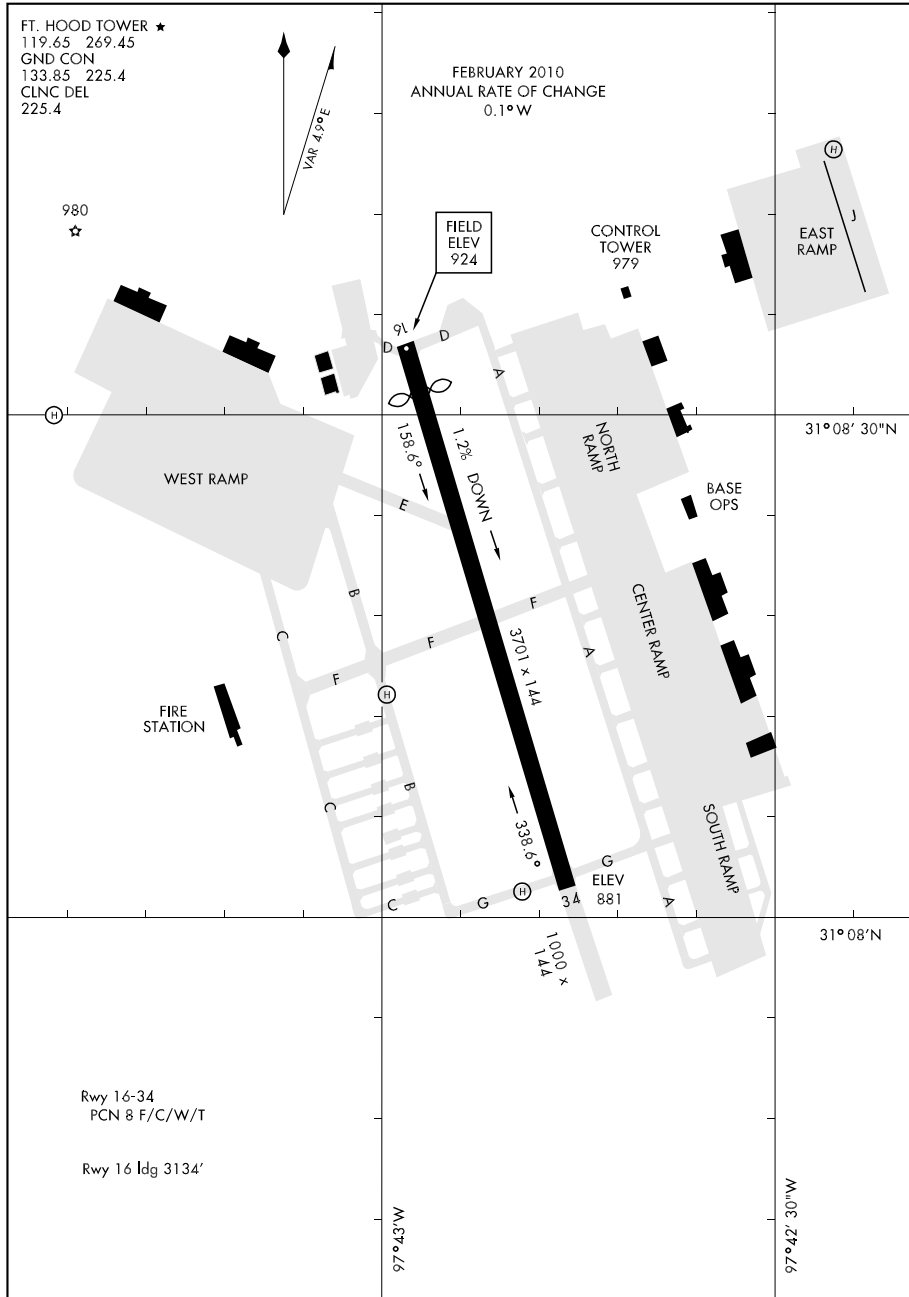 FT. HOOD TOWER ★
119.65 269.45
GND CON
133.85 225.4
CLNC DEL
225.4
VAR 4.9° E
FEBRUARY 2010
ANNUAL RATE OF CHANGE
0.1° W
980
FIELD
ELEV
924
CONTROL
TOWER
979
H
EAST
RAMP
J
16
D
D
A
H
31° 08' 30"N
158.6°
1.2% DOWN
NORTH
RAMP
WEST RAMP
E
BASE
OPS
B
F
C
F
CENTER RAMP
3701 x 144
A
F
H
FIRE
STATION
B
C
338.6°
SOUTH RAMP
G
ELEV
881
H
34
C
G
A
31° 08'N
1000 x
144
Rwy 16-34
PCN 8 F/C/W/T
Rwy 16 ldg 3134'
97° 43'W
97° 42' 30"W